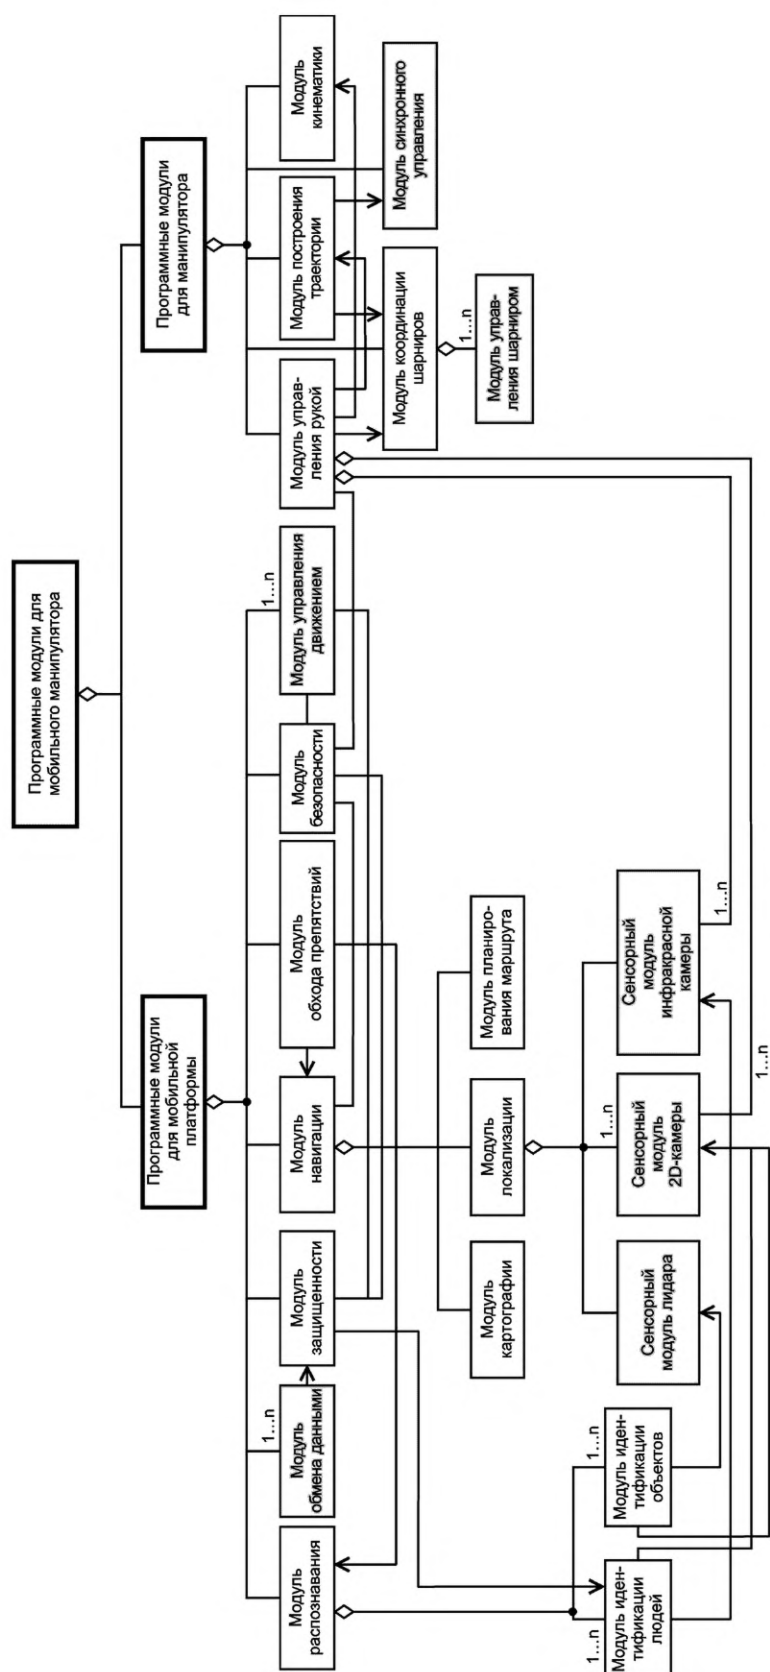 Программные модули для
мобильного манипулятора
Программные модули
для мобильной
платформы
Программные модули
для манипулятора
Модуль
распознавания
1...n
Модуль
обмена данными
Модуль
защищенности
Модуль
навигации
Модуль
обхода препятствий
Модуль
безопасности
1...n
Модуль управления
движением
Модуль управ-
ления рукой
Модуль построения
траектории
Модуль
кинематики
Модуль координации
шарниров
Модуль синхронного
управления
1...n
Модуль управ-
ления шарниром
Модуль
картографии
Модуль
локализации
Модуль планиро-
вания маршрута
1...n
Модуль иден-
тификации
людей
1...n
Модуль иден-
тификации
объектов
Сенсорный
модуль лидара
1...n
Сенсорный
модуль
2D-камеры
Сенсорный
модуль
инфракрасной
камеры
1...n
1...n